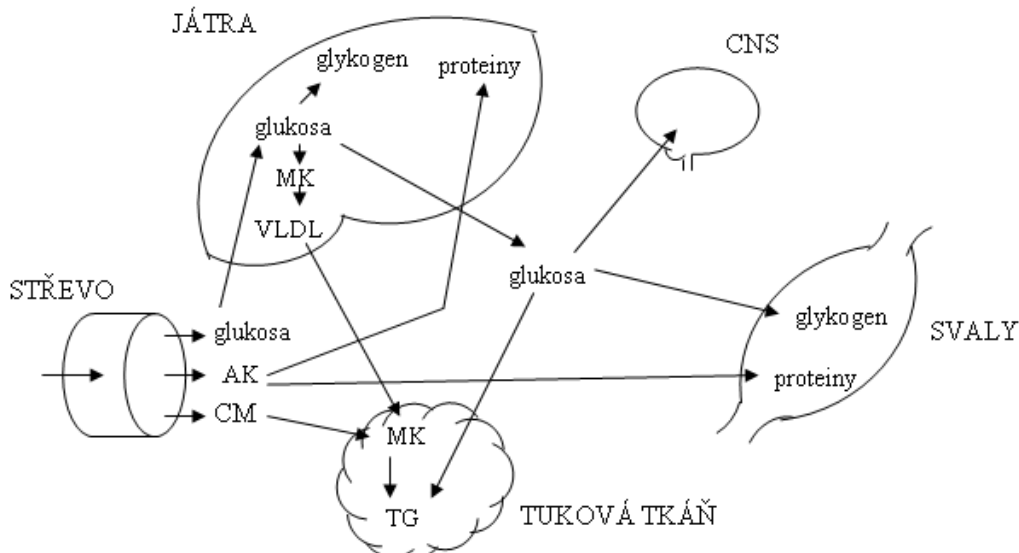 JÁTRA
CNS
glykogen
proteiny
glukosa
MK
VLDL
glukosa
STŘEVO
glukosa
AK
CM
glykogen
SVALY
proteiny
MK
TG
TUKOVÁ TKÁŇ